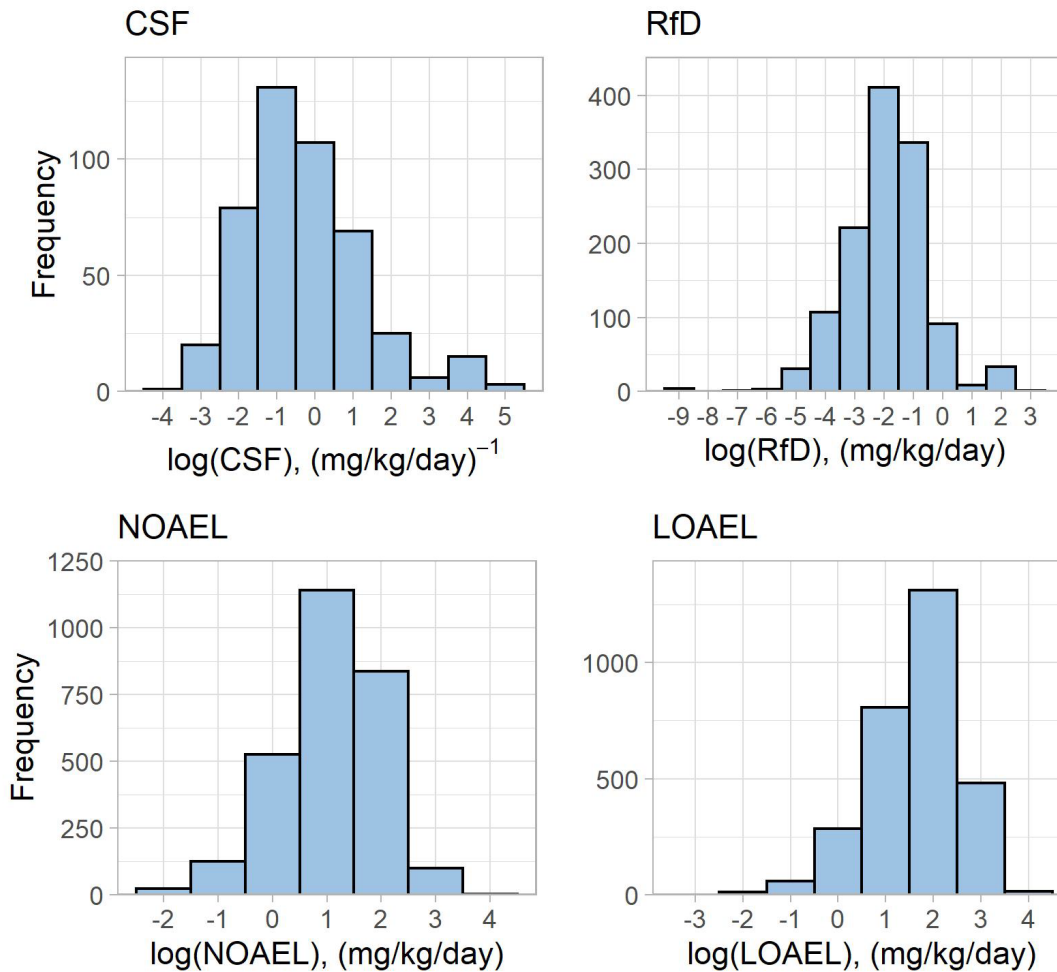 CSF
RfD
Frequency
100
50
0
-4 -3 -2 -1 0 1 2 3 4 5
log(CSF), (mg/kg/day)⁻¹
400
300
200
100
0
-9 -8 -7 -6 -5 -4 -3 -2 -1 0 1 2 3
log(RfD), (mg/kg/day)
NOAEL
LOAEL
Frequency
1250
1000
750
500
250
0
-2 -1 0 1 2 3 4
log(NOAEL), (mg/kg/day)
1000
500
0
-3 -2 -1 0 1 2 3 4
log(LOAEL), (mg/kg/day)